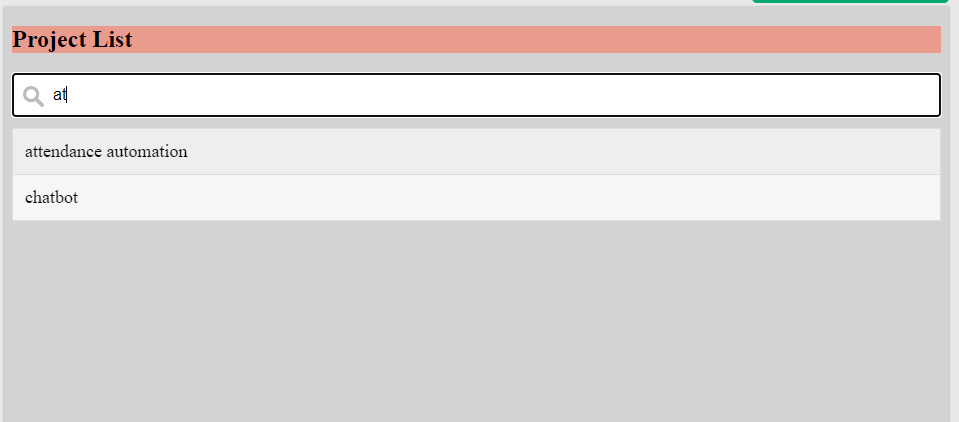 Project List
at
attendance automation
chatbot